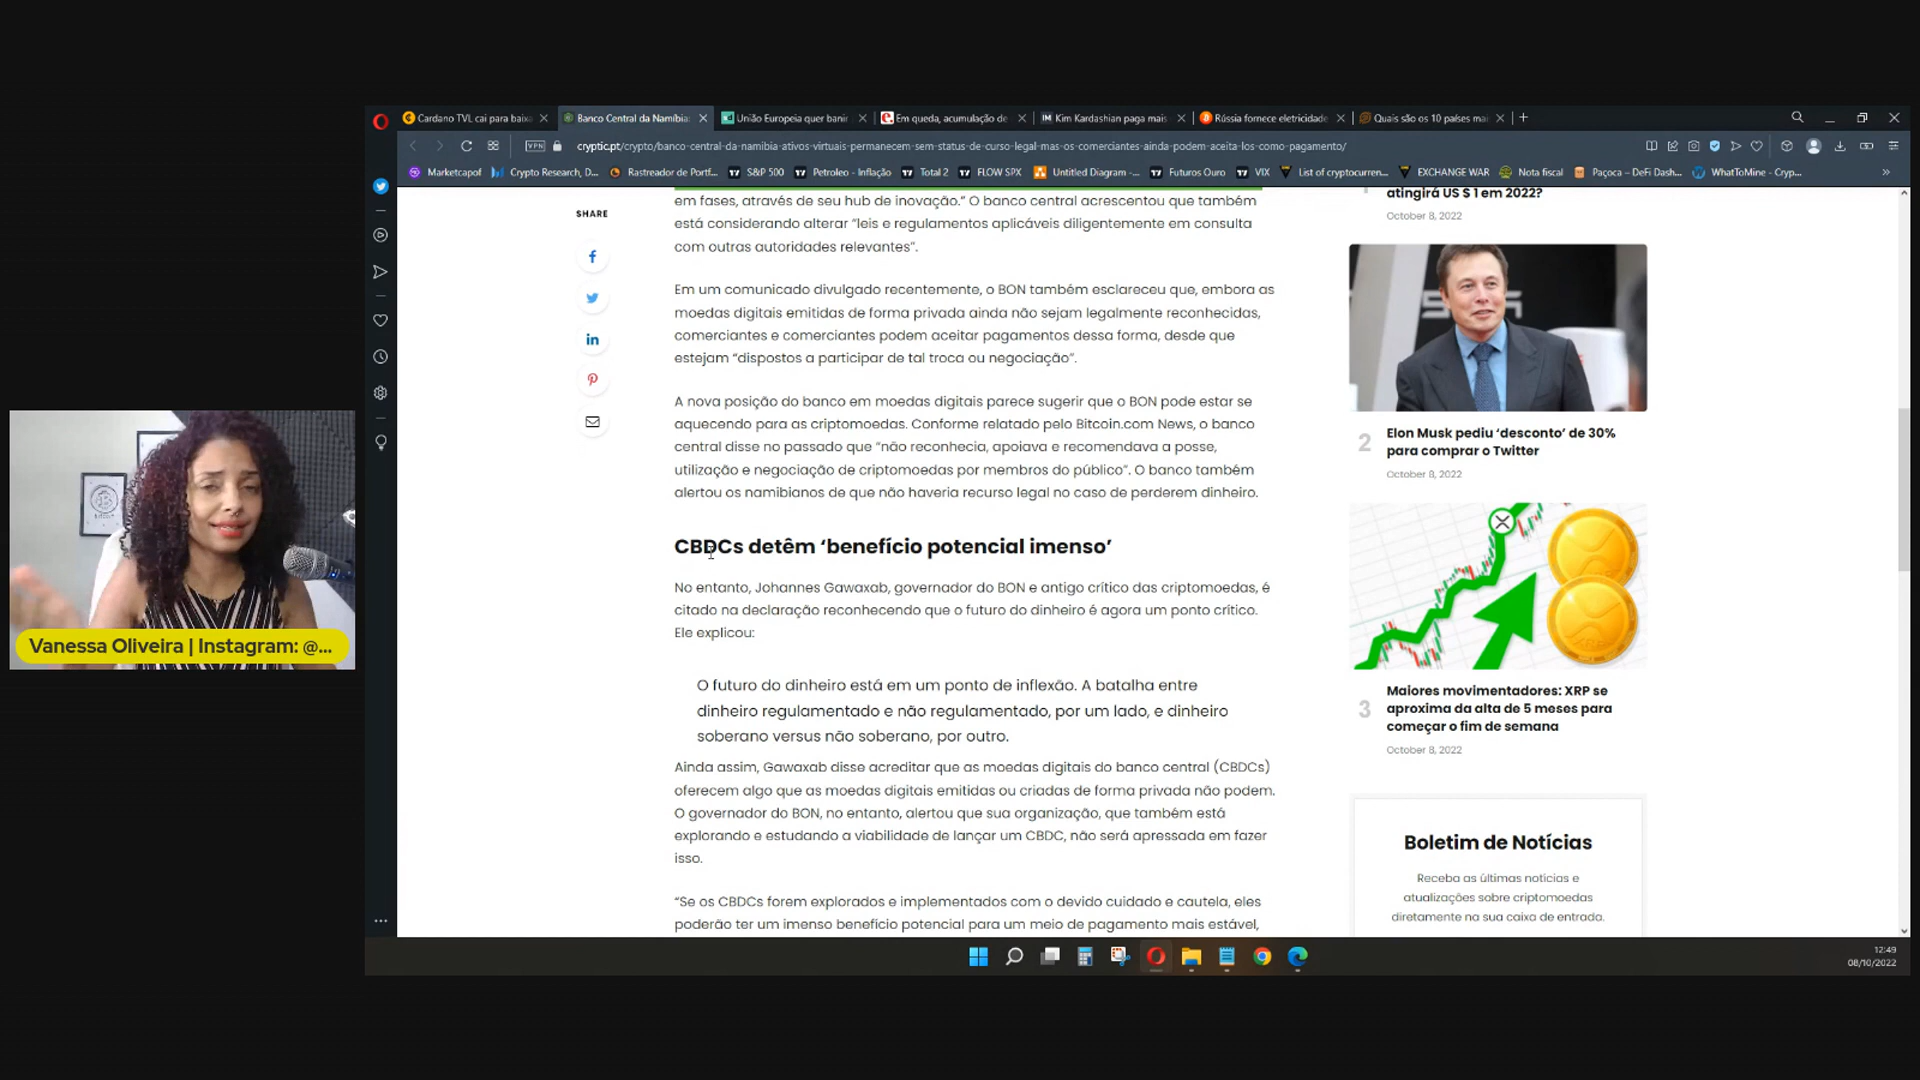 Cardano TVL cai para baixa
Banco Central da Namíbia:
União Europeia quer banir
Em queda, acumulação de
Kim Kardashian paga mais
Rússia fornece eletricidade
Quais são os 10 países mai
VPN
cryptic.pt/crypto/banco-central-da-namibia-ativos-virtuais-permanecem-sem-status-de-curso-legal-mas-os-comerciantes-ainda-podem-aceita-los-como-pagamento/
Marketcapof
Crypto Research, D...
Rastreador de Portf...
S&P 500
Petroleo - Inflação
Total 2
FLOW SPX
Untitled Diagram -...
Futuros Ouro
VIX
List of cryptocurren...
EXCHANGE WAR
Nota fiscal
Paçoca – DeFi Dash...
WhatToMine - Cryp...
SHARE
em fases, através de seu hub de inovação.” O banco central acrescentou que também
está considerando alterar “leis e regulamentos aplicáveis diligentemente em consulta
com outras autoridades relevantes”.
Em um comunicado divulgado recentemente, o BON também esclareceu que, embora as
moedas digitais emitidas de forma privada ainda não sejam legalmente reconhecidas,
comerciantes e comerciantes podem aceitar pagamentos dessa forma, desde que
estejam “dispostos a participar de tal troca ou negociação”.
A nova posição do banco em moedas digitais parece sugerir que o BON pode estar se
aquecendo para as criptomoedas. Conforme relatado pelo Bitcoin.com News, o banco
central disse no passado que “não reconhecia, apoiava e recomendava a posse,
utilização e negociação de criptomoedas por membros do público”. O banco também
alertou os namibianos de que não haveria recurso legal no caso de perderem dinheiro.
CBDCs detêm ‘benefício potencial imenso’
No entanto, Johannes Gawaxab, governador do BON e antigo crítico das criptomoedas, é
citado na declaração reconhecendo que o futuro do dinheiro é agora um ponto crítico.
Ele explicou:
O futuro do dinheiro está em um ponto de inflexão. A batalha entre
dinheiro regulamentado e não regulamentado, por um lado, e dinheiro
soberano versus não soberano, por outro.
Ainda assim, Gawaxab disse acreditar que as moedas digitais do banco central (CBDCs)
oferecem algo que as moedas digitais emitidas ou criadas de forma privada não podem.
O governador do BON, no entanto, alertou que sua organização, que também está
explorando e estudando a viabilidade de lançar um CBDC, não será apressada em fazer
isso.
“Se os CBDCs forem explorados e implementados com o devido cuidado e cautela, eles
poderão ter um imenso benefício potencial para um meio de pagamento mais estável,
atingirá US $ 1 em 2022?
October 8, 2022
2
Elon Musk pediu ‘desconto’ de 30%
para comprar o Twitter
October 8, 2022
3
Maiores movimentadores: XRP se
aproxima da alta de 5 meses para
começar o fim de semana
October 8, 2022
Boletim de Notícias
Receba as últimas notícias e
atualizações sobre criptomoedas
diretamente na sua caixa de entrada.
Vanessa Oliveira | Instagram: @...
12:49
08/10/2022